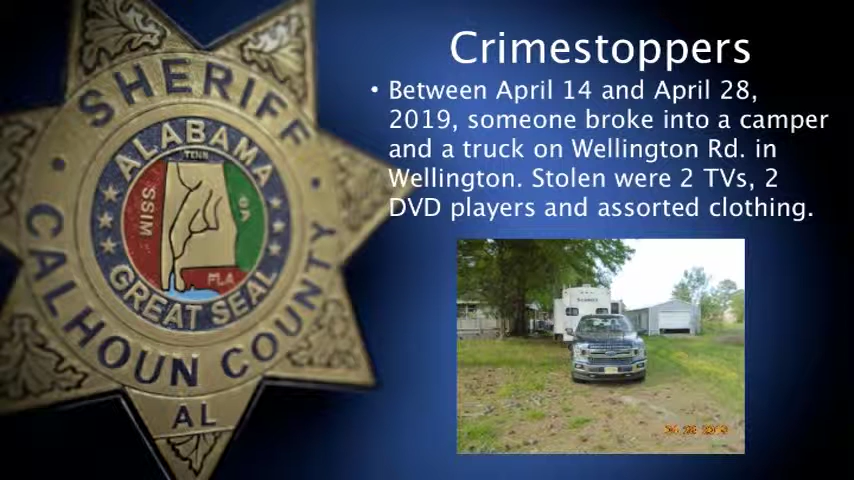 Crimestoppers
• Between April 14 and April 28,
2019, someone broke into a camper
and a truck on Wellington Rd. in
Wellington. Stolen were 2 TVs, 2
DVD players and assorted clothing.
SHERIFF
ALABAMA
TENN
MISS
GA
FLA
GREAT SEAL
CALHOUN COUNTY
AL